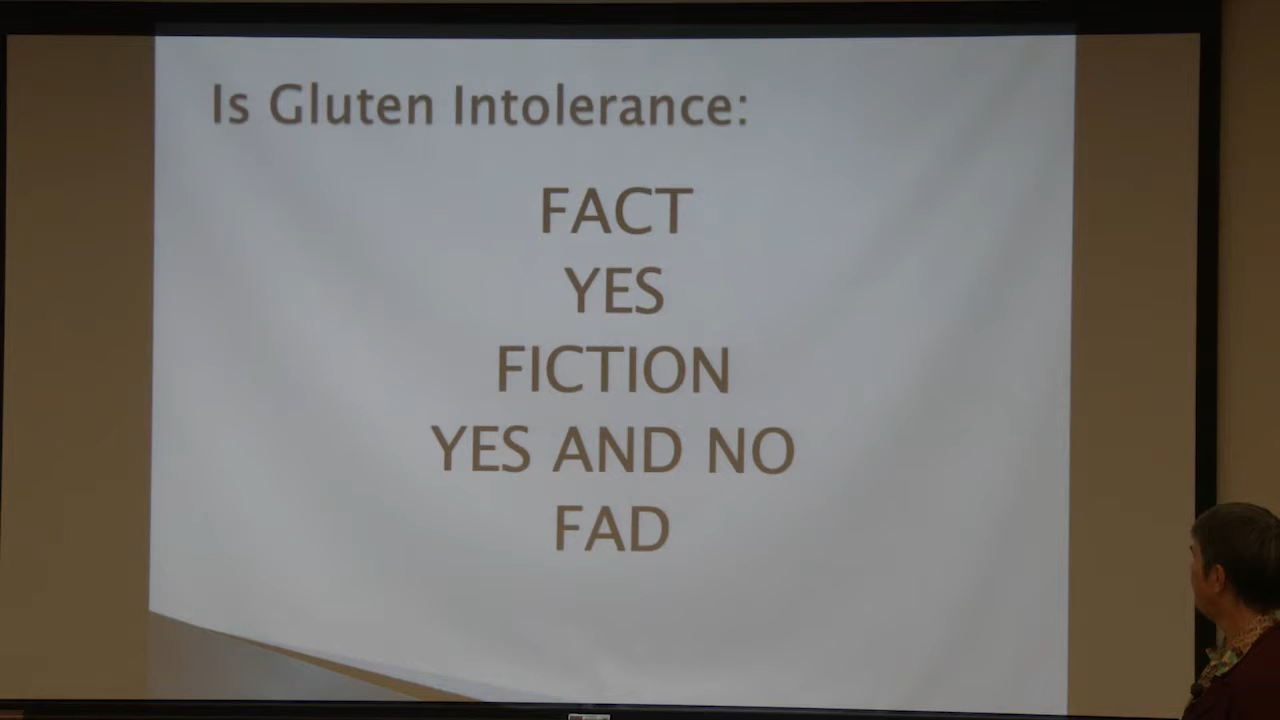 Is Gluten Intolerance:
FACT
YES
FICTION
YES AND NO
FAD